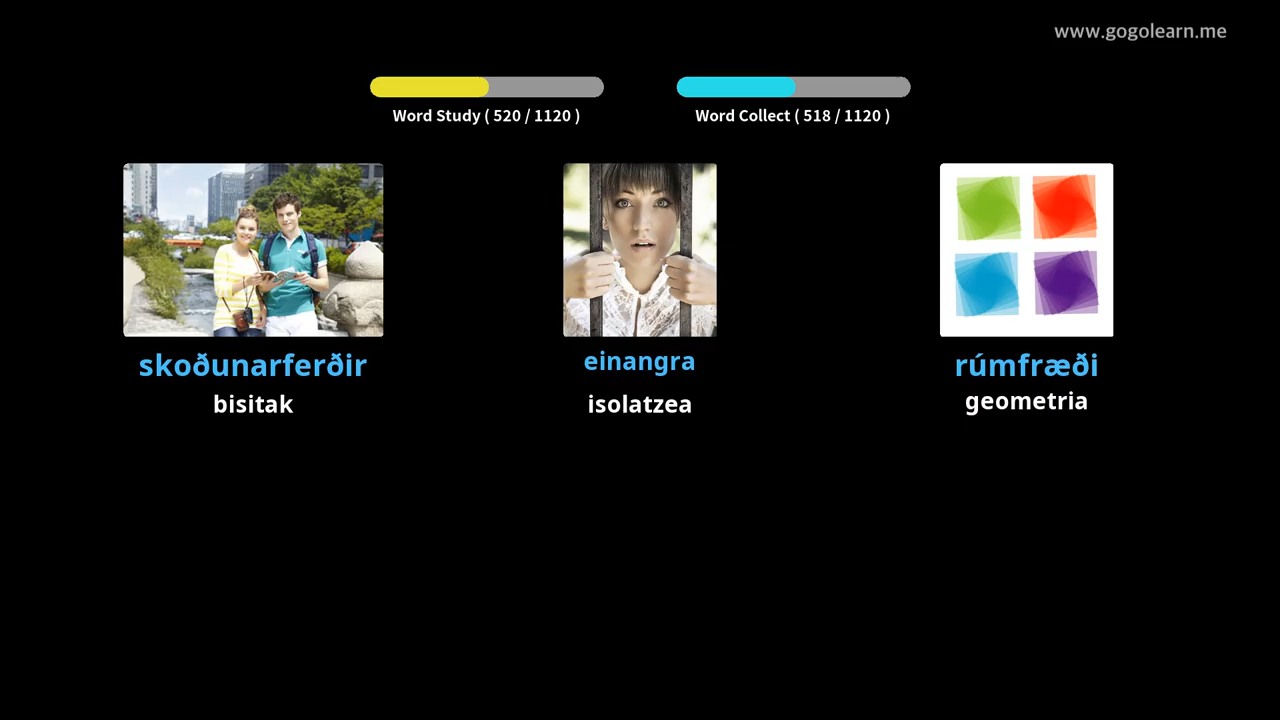 www.gogolearn.me
Word Study ( 520 / 1120 )
Word Collect ( 518 / 1120 )
skoðunarferðir
bisitak
einangra
isolatzea
rúmfræði
geometria